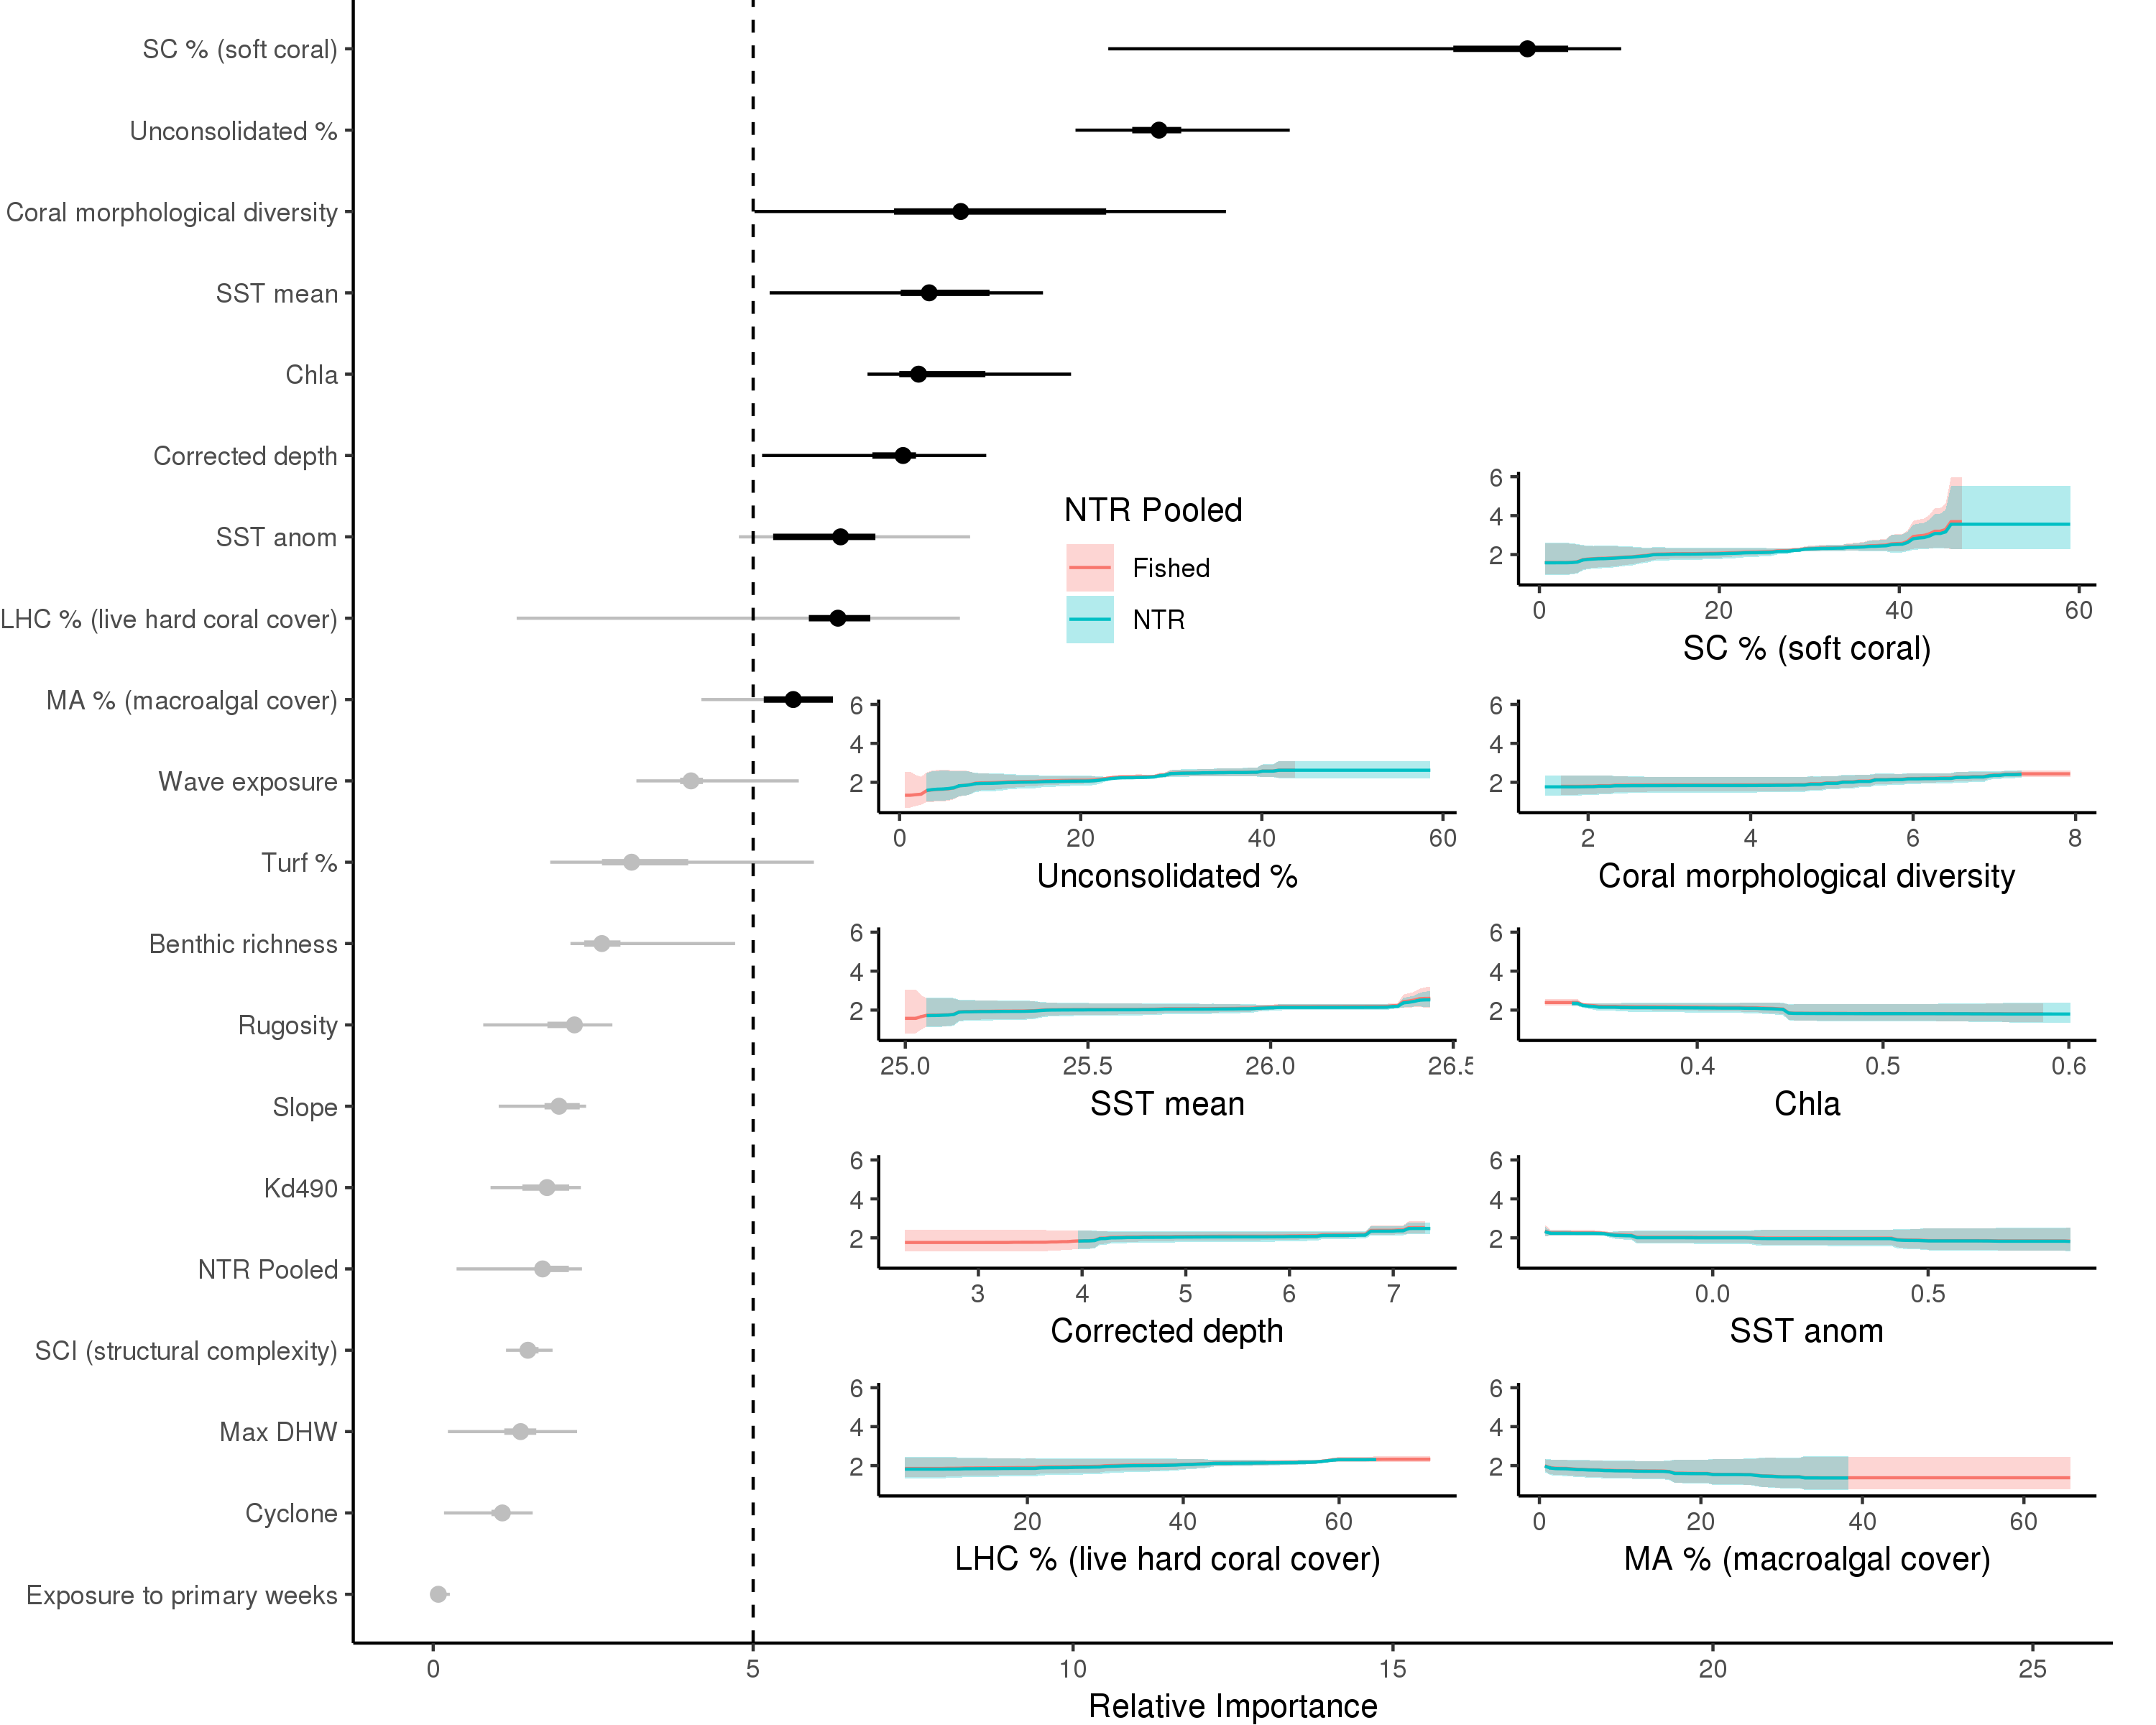 SC % (soft coral)
Unconsolidated %
Coral morphological diversity
SST mean
Chla
Corrected depth
SST anom
LHC % (live hard coral cover)
MA % (macroalgal cover)
Wave exposure
Turf %
Benthic richness
Rugosity
Slope
Kd490
NTR Pooled
SCI (structural complexity)
Max DHW
Cyclone
Exposure to primary weeks
0 5 10 15 20 25
Relative Importance
NTR Pooled
Fished
NTR
6
4
2
0 20 40 60
SC % (soft coral)
6
4
2
0 20 40 60
Unconsolidated %
6
4
2
2 4 6 8
Coral morphological diversity
6
4
2
25.0 25.5 26.0 26.5
SST mean
6
4
2
0.4 0.5 0.6
Chla
6
4
2
3 4 5 6 7
Corrected depth
6
4
2
0.0 0.5
SST anom
6
4
2
20 40 60
LHC % (live hard coral cover)
6
4
2
0 20 40 60
MA % (macroalgal cover)